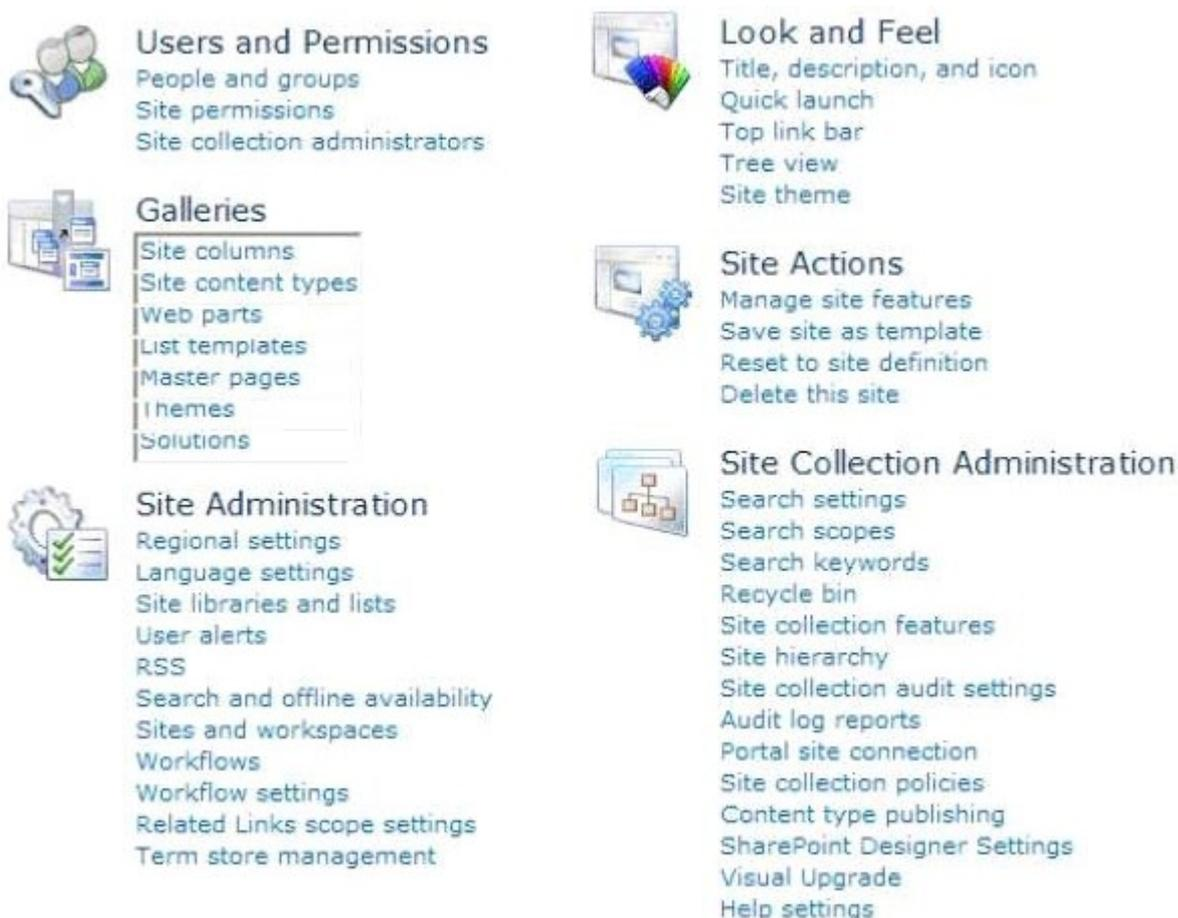 Users and Permissions
People and groups
Site permissions
Site collection administrators
Galleries
Site columns
Site content types
Web parts
List templates
Master pages
Themes
Solutions
Site Administration
Regional settings
Language settings
Site libraries and lists
User alerts
RSS
Search and offline availability
Sites and workspaces
Workflows
Workflow settings
Related Links scope settings
Term store management
Look and Feel
Title, description, and icon
Quick launch
Top link bar
Tree view
Site theme
Site Actions
Manage site features
Save site as template
Reset to site definition
Delete this site
Site Collection Administration
Search settings
Search scopes
Search keywords
Recycle bin
Site collection features
Site hierarchy
Site collection audit settings
Audit log reports
Portal site connection
Site collection policies
Content type publishing
SharePoint Designer Settings
Visual Upgrade
Help settings